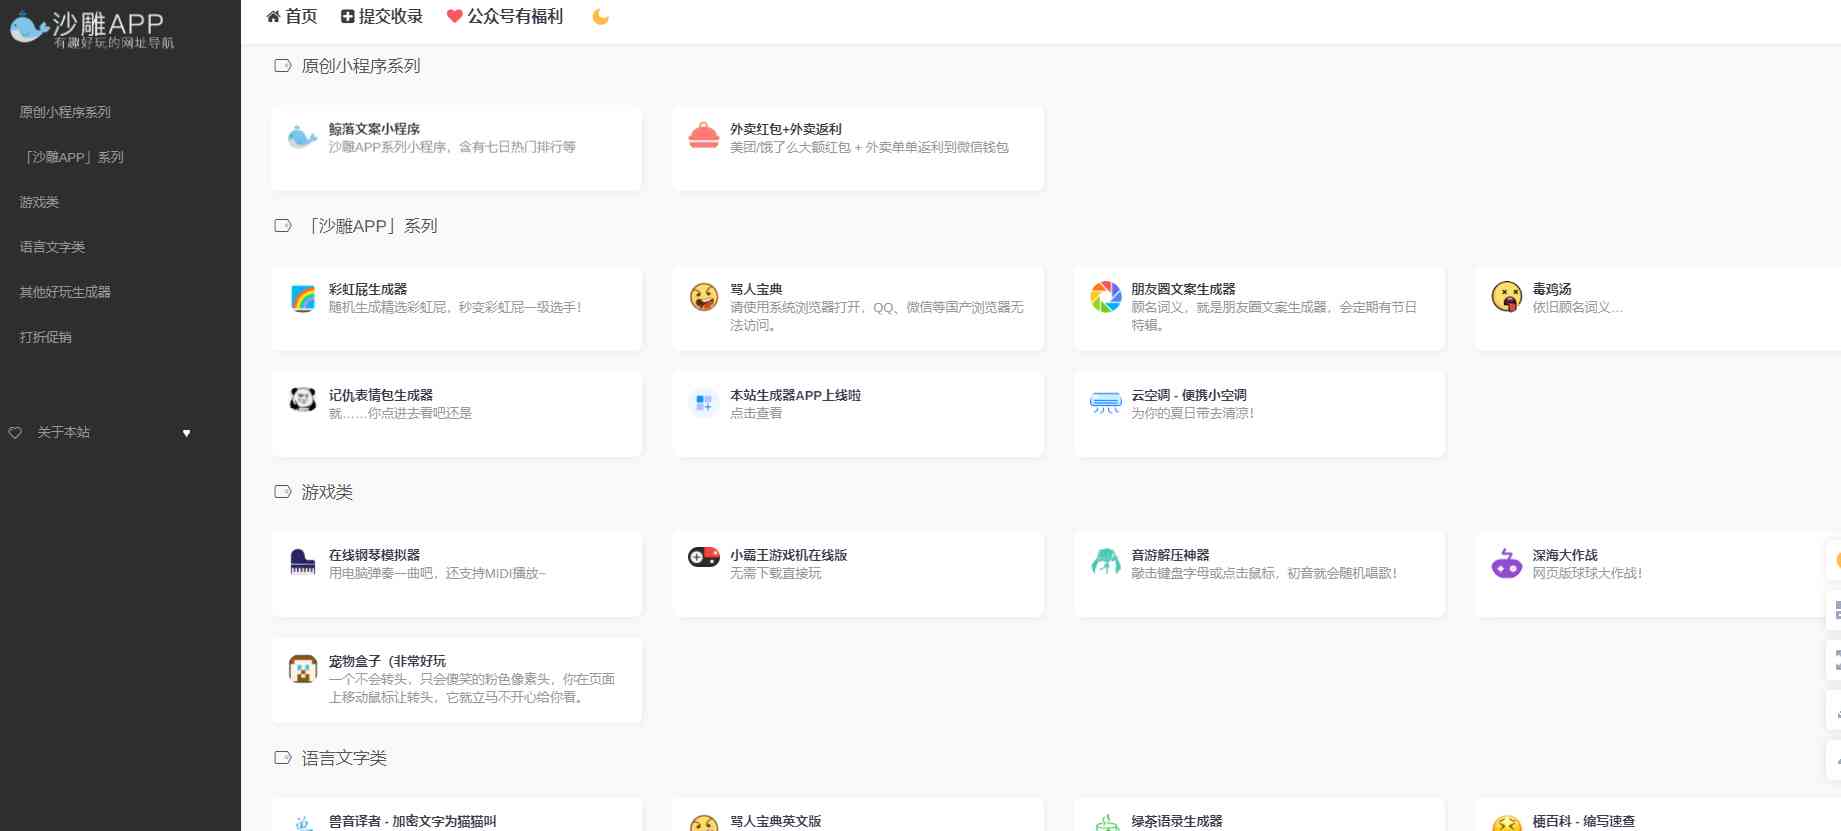 沙雕APP
有趣好玩的网址导航
首页
提交收录
公众号有福利
原创小程序系列
「沙雕APP」系列
游戏类
语言文字类
其他好玩生成器
打折促销
关于本站
原创小程序系列
鲸落文案小程序
沙雕APP系列小程序，含有七日热门排行等
外卖红包+外卖返利
美团/饿了么大额红包 + 外卖单单返利到微信钱包
「沙雕APP」系列
彩虹屁生成器
随机生成精选彩虹屁，秒变彩虹屁一级选手！
骂人宝典
请使用系统浏览器打开，QQ、微信等国产浏览器无
法访问。
朋友圈文案生成器
顾名词义，就是朋友圈文案生成器，会定期有节日
特辑。
毒鸡汤
依旧顾名词义…
记仇表情包生成器
就……你点进去看吧还是
本站生成器APP上线啦
点击查看
云空调 - 便携小空调
为你的夏日带去清凉！
游戏类
在线钢琴模拟器
用电脑弹奏一曲吧，还支持MIDI播放~
小霸王游戏机在线版
无需下载直接玩
音游解压神器
敲击键盘字母或点击鼠标，初音就会随机唱歌！
深海大作战
网页版球球大作战！
宠物盒子（非常好玩
一个不会转头，只会傻笑的粉色像素头，你在页面
上移动鼠标让转头，它就立马不开心给你看。
语言文字类
兽音译者 - 加密文字为猫猫叫
骂人宝典英文版
绿茶语录生成器
梗百科 - 缩写速查